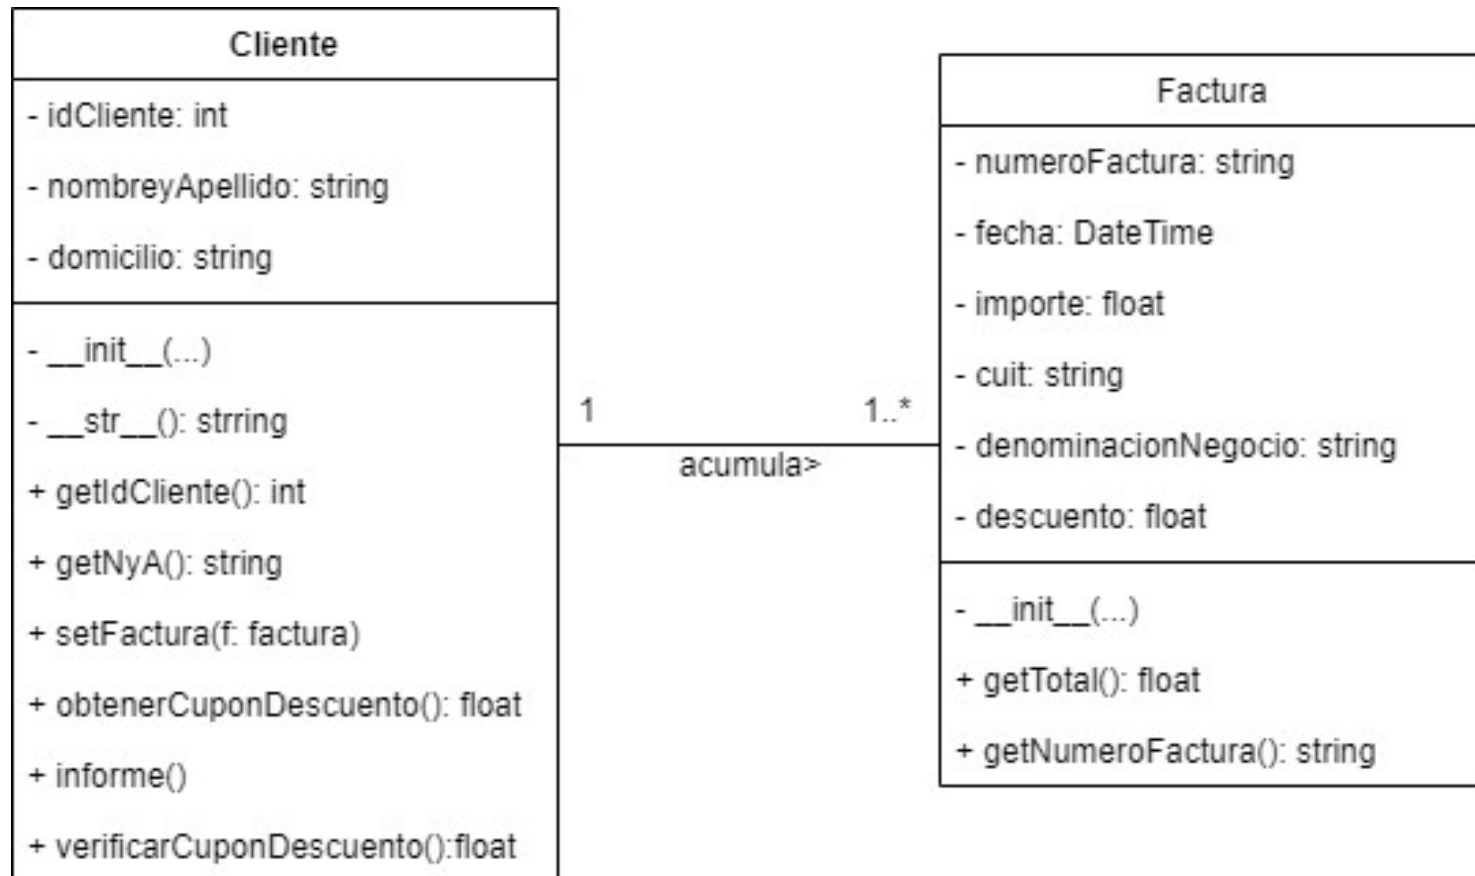 Cliente
- idCliente: int
- nombreyApellido: string
- domicilio: string
- __init__(...)
- __str__(): strring
+ getIdCliente(): int
+ getNyA(): string
+ setFactura(f: factura)
+ obtenerCuponDescuento(): float
+ informe()
+ verificarCuponDescuento():float
1
1..*
acumula>
Factura
- numeroFactura: string
- fecha: DateTime
- importe: float
- cuit: string
- denominacionNegocio: string
- descuento: float
- __init__(...)
+ getTotal(): float
+ getNumeroFactura(): string